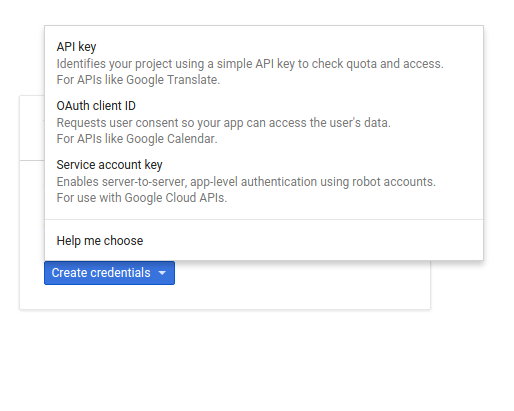 API key
Identifies your project using a simple API key to check quota and access.
For APIs like Google Translate.
OAuth client ID
Requests user consent so your app can access the user's data.
For APIs like Google Calendar.
Service account key
Enables server-to-server, app-level authentication using robot accounts.
For use with Google Cloud APIs.
Help me choose
Create credentials